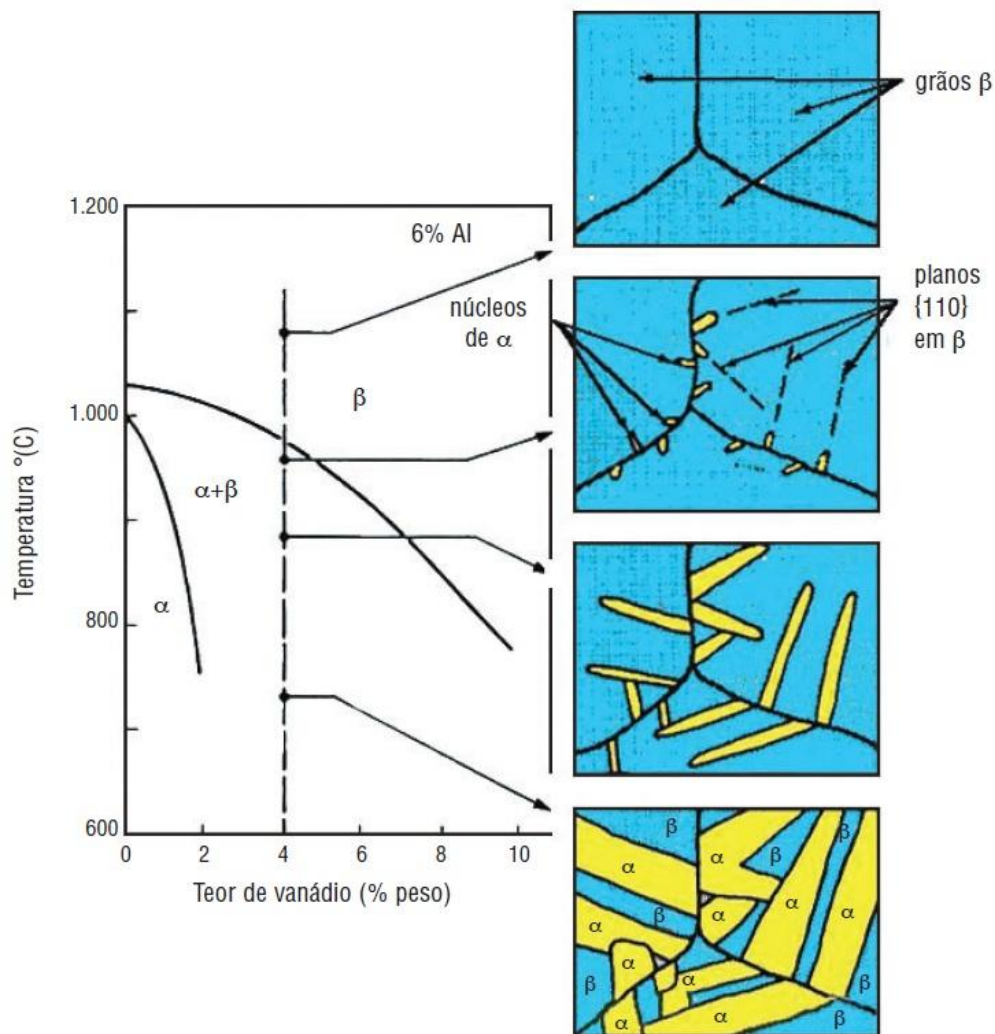 grãos β
1.200
6% Al
núcleos
de α
planos
{110}
em β
β
1.000
α+β
Temperatura °(C)
α
800
600
0
2
4
6
8
10
Teor de vanádio (% peso)
β
β
α
β
α
α
β
α
α
α
β
α
α
β
α
α
β
β